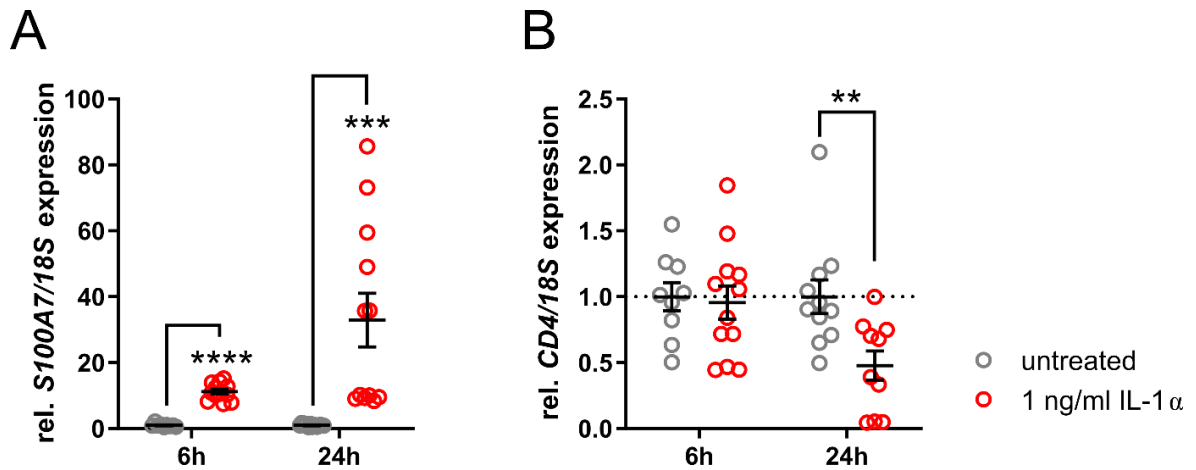 A
rel. S100A7/18S expression
100
80
60
40
20
0
****
***
6h
24h
B
rel. CD4/18S expression
2.5
2.0
1.5
1.0
0.5
0.0
**
6h
24h
untreated
1 ng/ml IL-1α